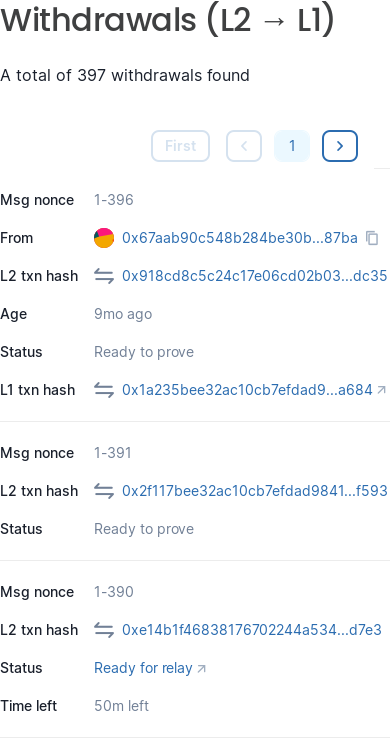 Withdrawals (L2 → L1)
A total of 397 withdrawals found
First
1
Msg nonce 1-396
From 0x67aab90c548b284be30b...87ba
L2 txn hash 0x918cd8c5c24c17e06cd02b03...dc35
Age 9mo ago
Status Ready to prove
L1 txn hash 0x1a235bee32ac10cb7efdad9...a684
Msg nonce 1-391
L2 txn hash 0x2f117bee32ac10cb7efdad9841...f593
Status Ready to prove
Msg nonce 1-390
L2 txn hash 0xe14b1f46838176702244a534...d7e3
Status Ready for relay
Time left 50m left